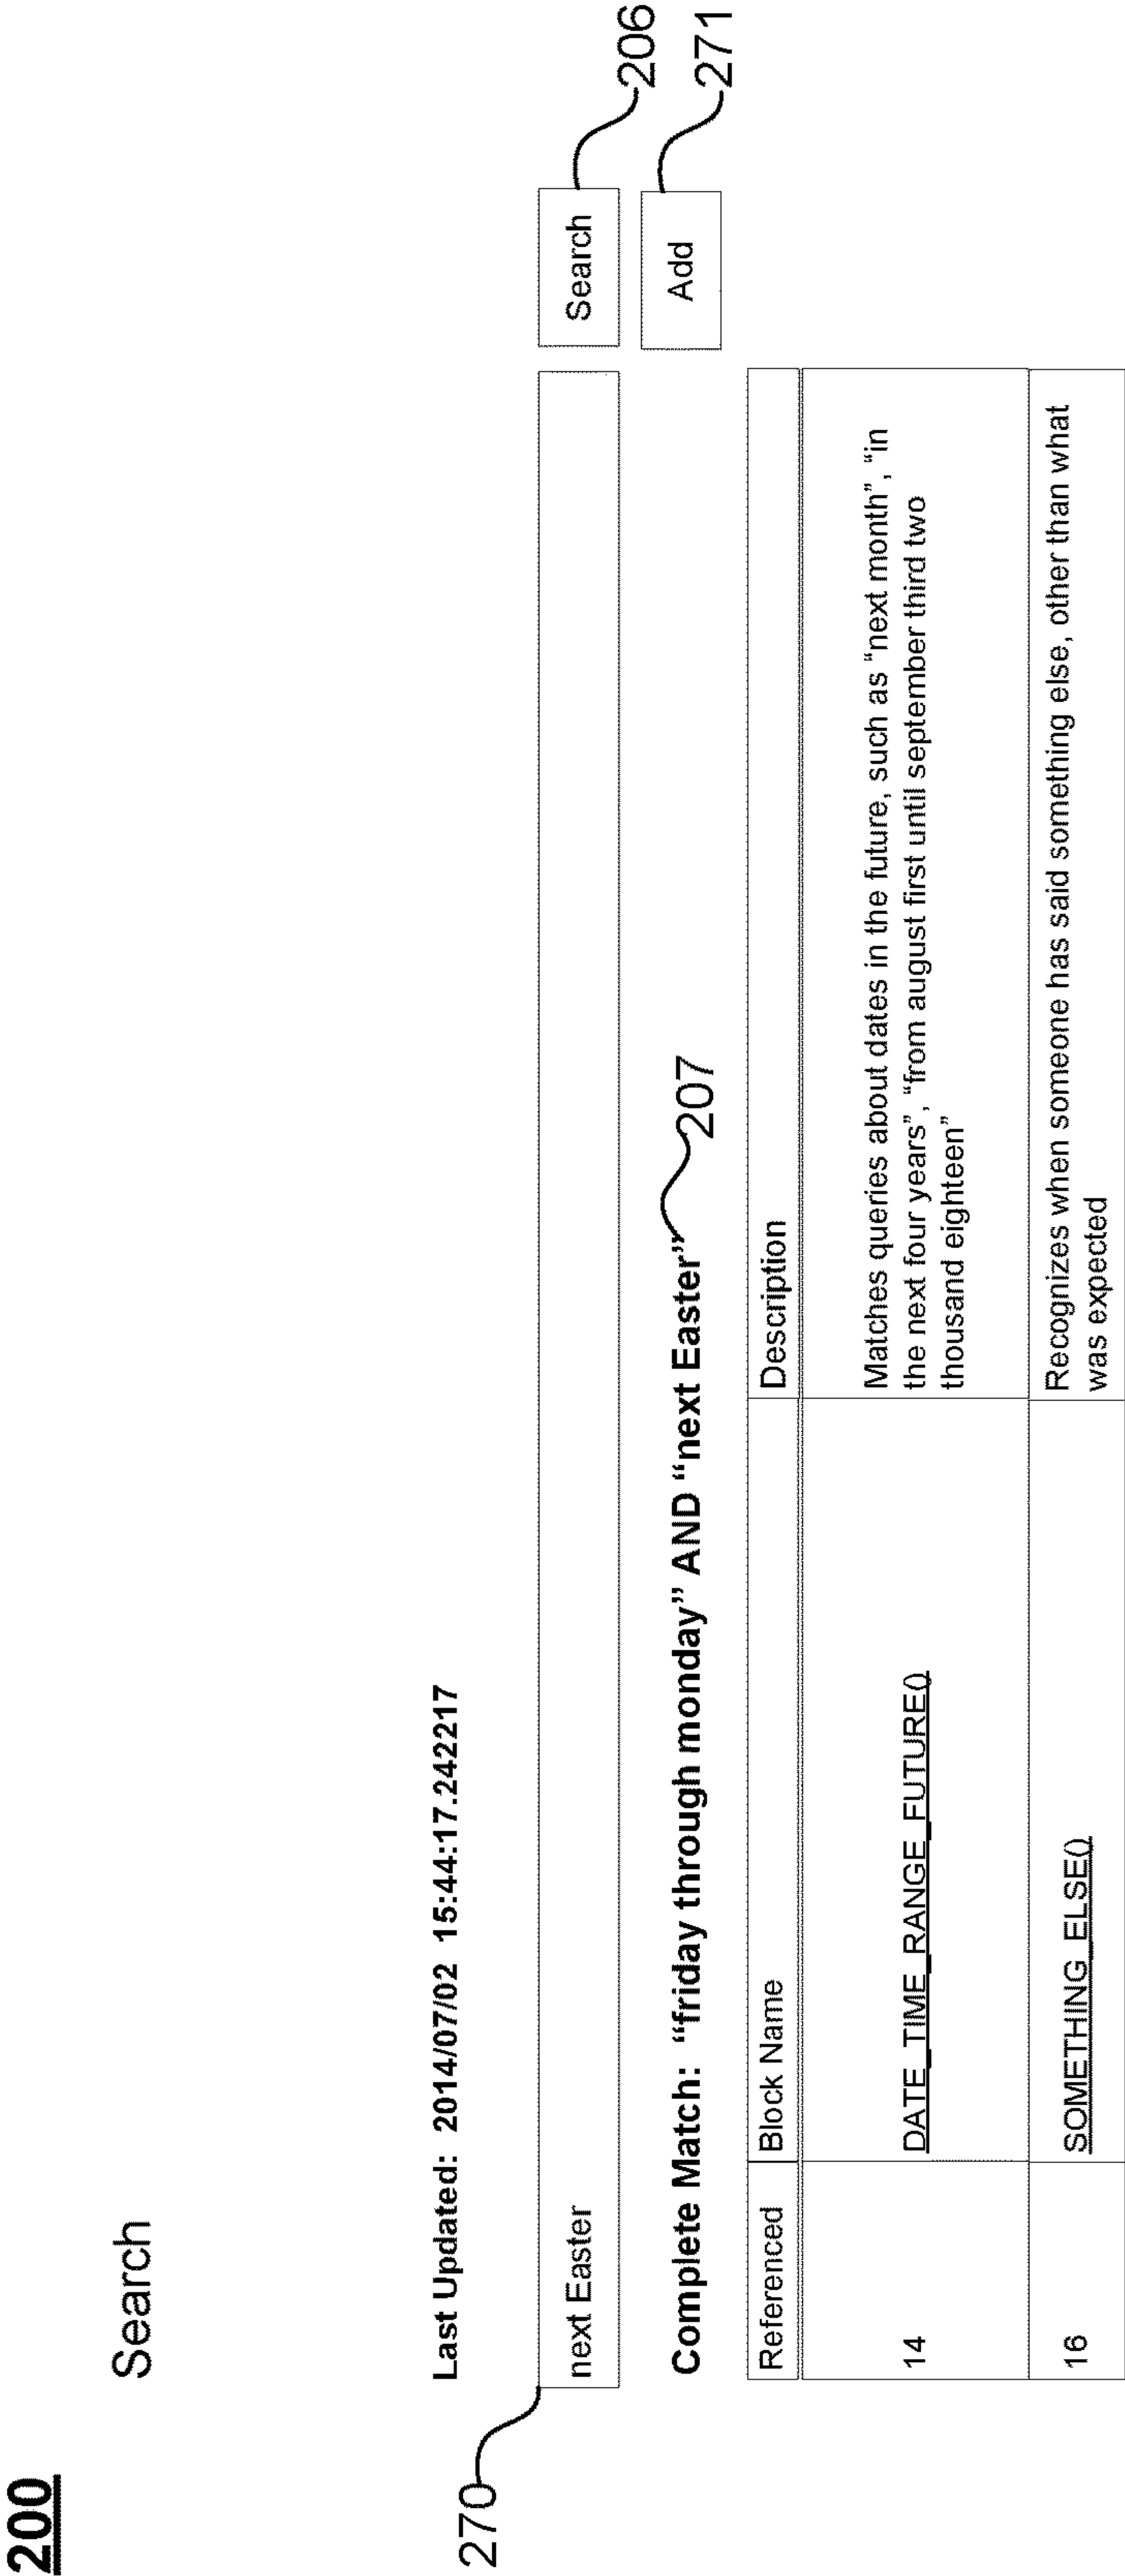 200
Search
Last Updated: 2014/07/02 15:44:17.242217
270
next Easter
Search
206
Complete Match: “friday through monday” AND “next Easter”
207
Add
271
Referenced Block Name Description
14 DATE_TIME_RANGE_FUTURE()
Matches queries about dates in the future, such as “next month”, “in
the next four years”, “from august first until september third two
thousand eighteen”
16 SOMETHING_ELSE()
Recognizes when someone has said something else, other than what
was expected